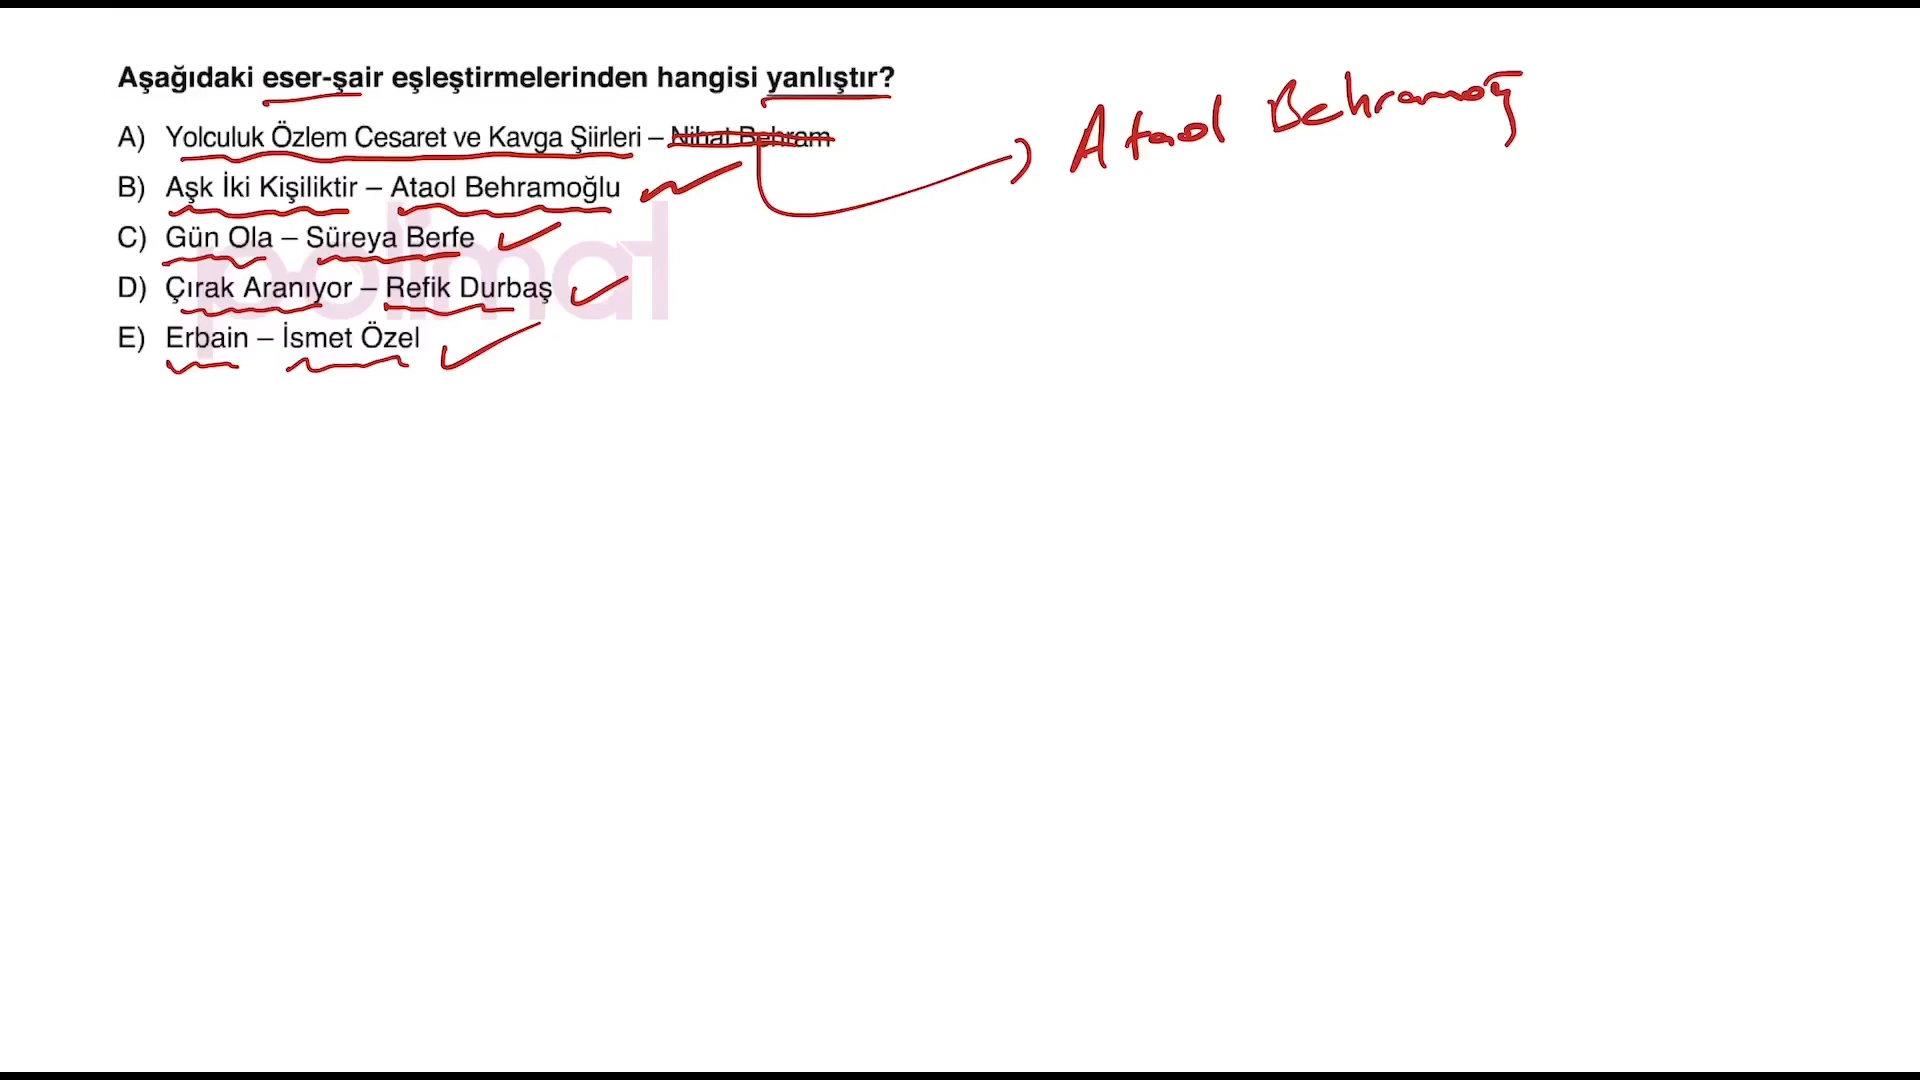 Aşağıdaki eser-şair eşleştirmelerinden hangisi yanlıştır?
A) Yolculuk Özlem Cesaret ve Kavga Şiirleri – Nihat Behram
Ataol Behramoğ
B) Aşk İki Kişiliktir – Ataol Behramoğlu
C) Gün Ola – Süreya Berfe
D) Çırak Aranıyor – Refik Durbaş
E) Erbain – İsmet Özel
polimat